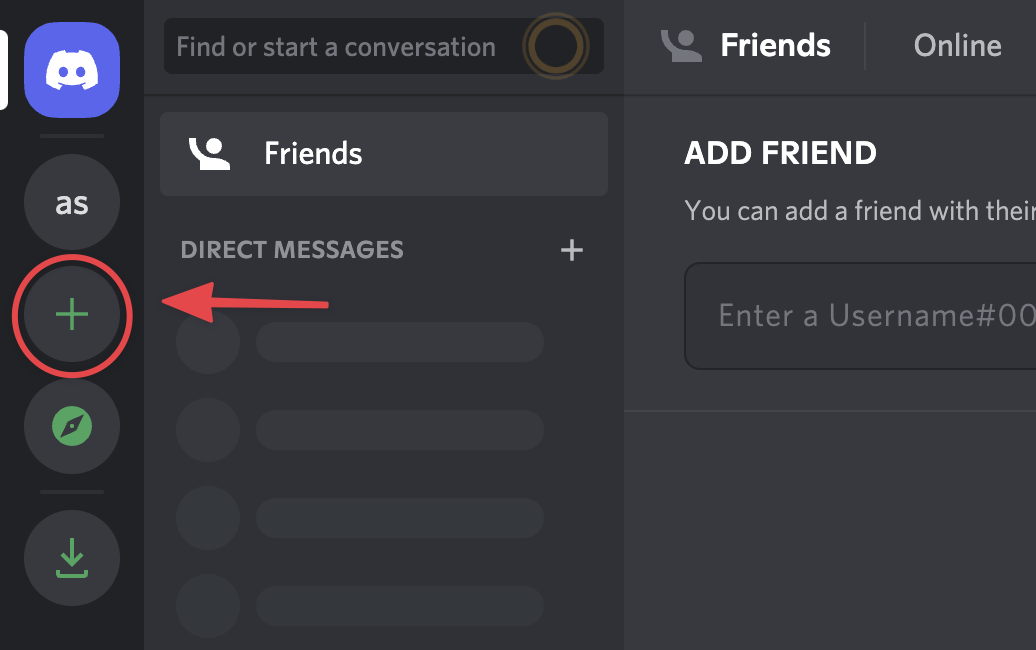 Find or start a conversation
Friends
Online
as
Friends
ADD FRIEND
You can add a friend with their
DIRECT MESSAGES
Enter a Username#00